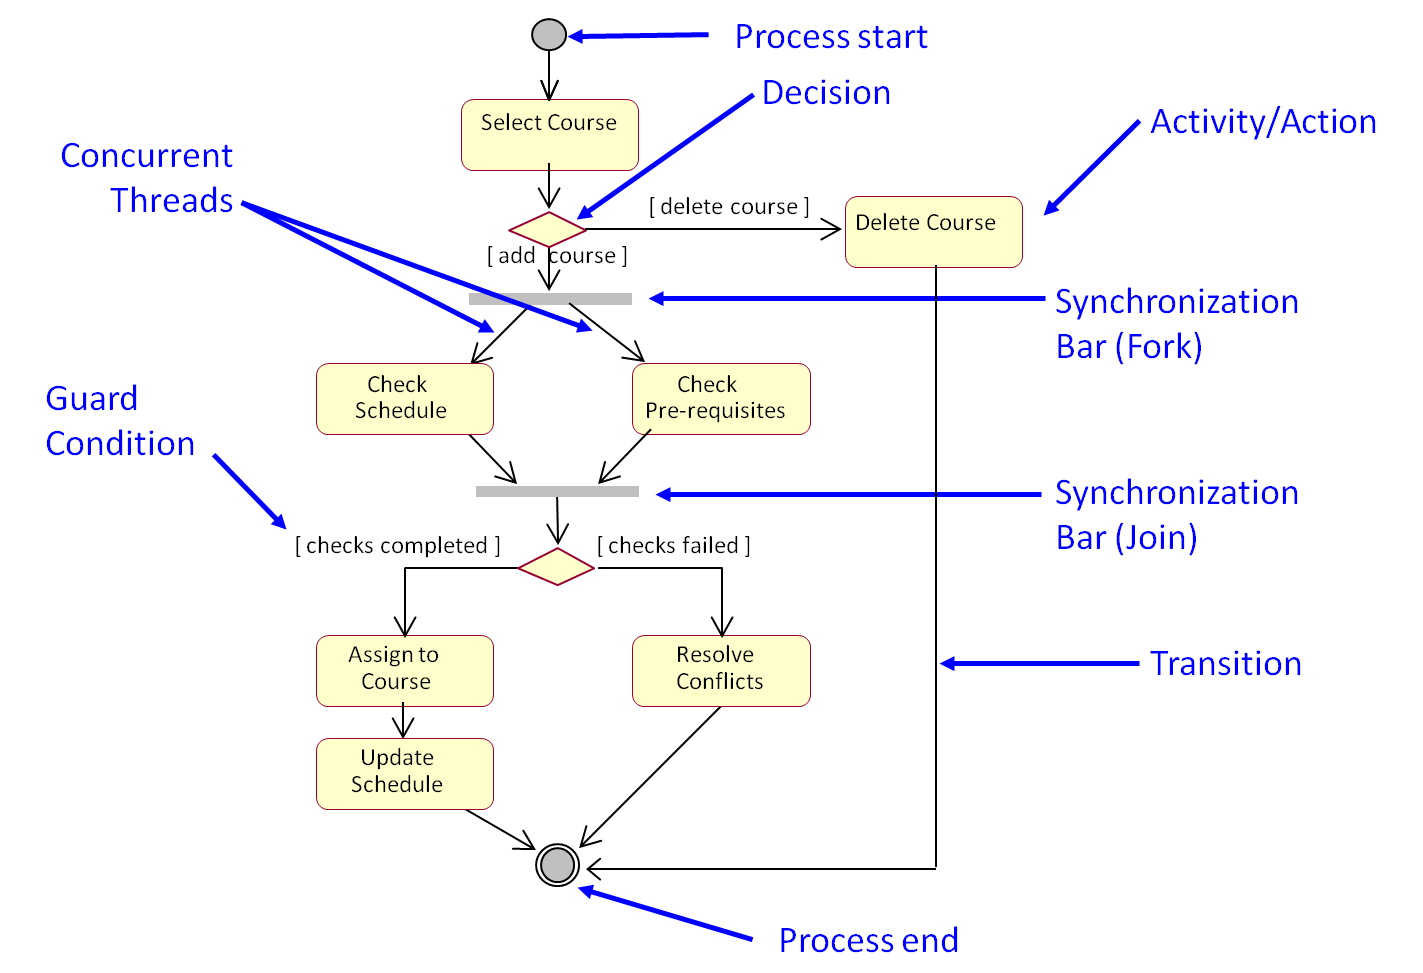 Process start
Decision
Select Course
Activity/Action
Concurrent
Threads
[ delete course ]
Delete Course
[ add course ]
Synchronization
Bar (Fork)
Check
Schedule
Check
Pre-requisites
Guard
Condition
Synchronization
Bar (Join)
[ checks completed ]
[ checks failed ]
Assign to
Course
Resolve
Conflicts
Transition
Update
Schedule
Process end